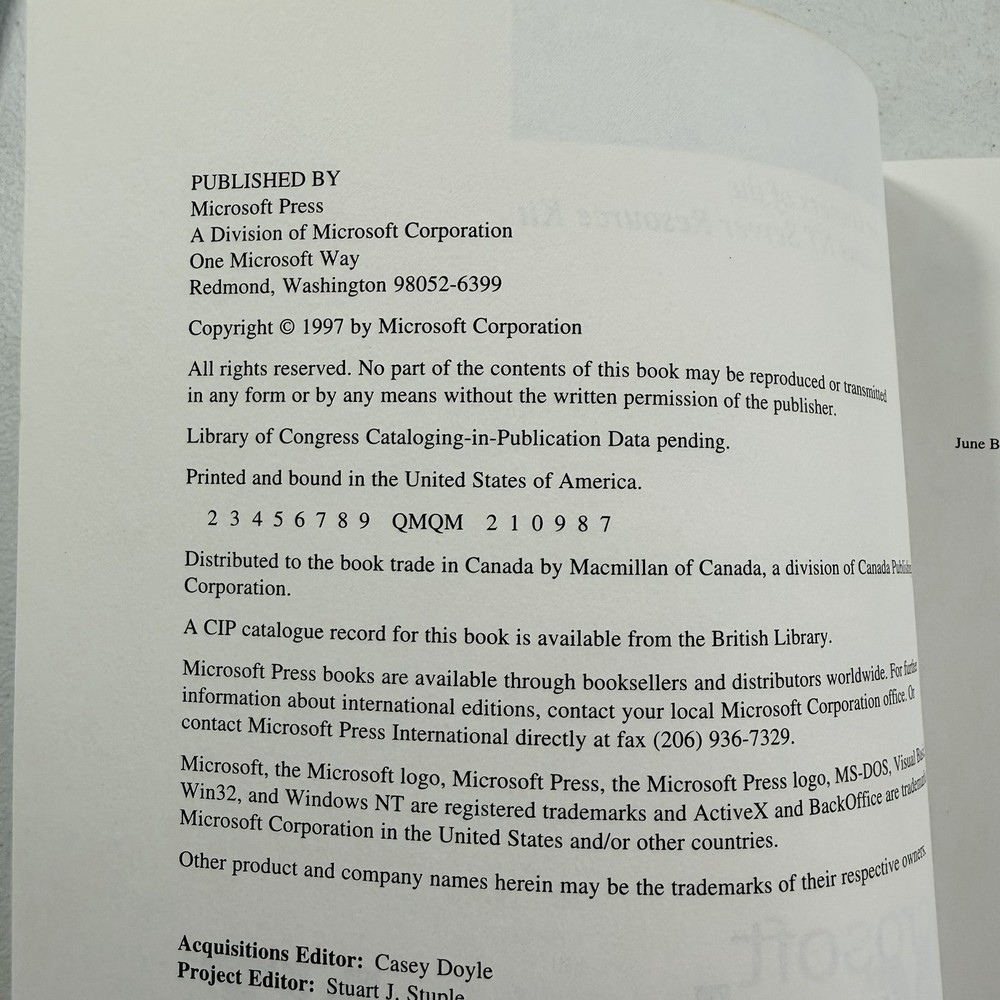 PUBLISHED BY
Microsoft Press
A Division of Microsoft Corporation
One Microsoft Way
Redmond, Washington 98052-6399
Copyright © 1997 by Microsoft Corporation
All rights reserved. No part of the contents of this book may be reproduced or transmitted
in any form or by any means without the written permission of the publisher.
Library of Congress Cataloging-in-Publication Data pending.
Printed and bound in the United States of America.
2 3 4 5 6 7 8 9 QMQM 2 1 0 9 8 7
Distributed to the book trade in Canada by Macmillan of Canada, a division of Canada
Corporation.
A CIP catalogue record for this book is available from the British Library.
Microsoft Press books are available through booksellers and distributors worldwide. For further
information about international editions, contact your local Microsoft Corporation office. Or
contact Microsoft Press International directly at fax (206) 936-7329.
Microsoft, the Microsoft logo, Microsoft Press, the Microsoft Press logo, MS-DOS, Visual
Win32, and Windows NT are registered trademarks and ActiveX and BackOffice are
Microsoft Corporation in the United States and/or other countries.
Other product and company names herein may be the trademarks of their respective owners.
Acquisitions Editor: Casey Doyle
Project Editor: Stuart J. Stuple
June B